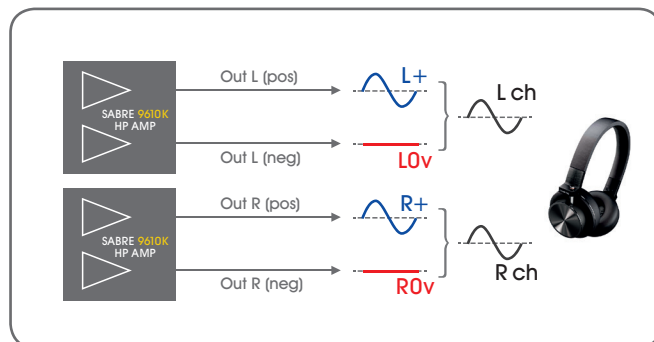 Out L (pos)
L+
SABRE 9610K
HP AMP
L ch
Out L (neg)
L0v
Out R (pos)
R+
SABRE 9610K
HP AMP
R ch
Out R (neg)
R0v